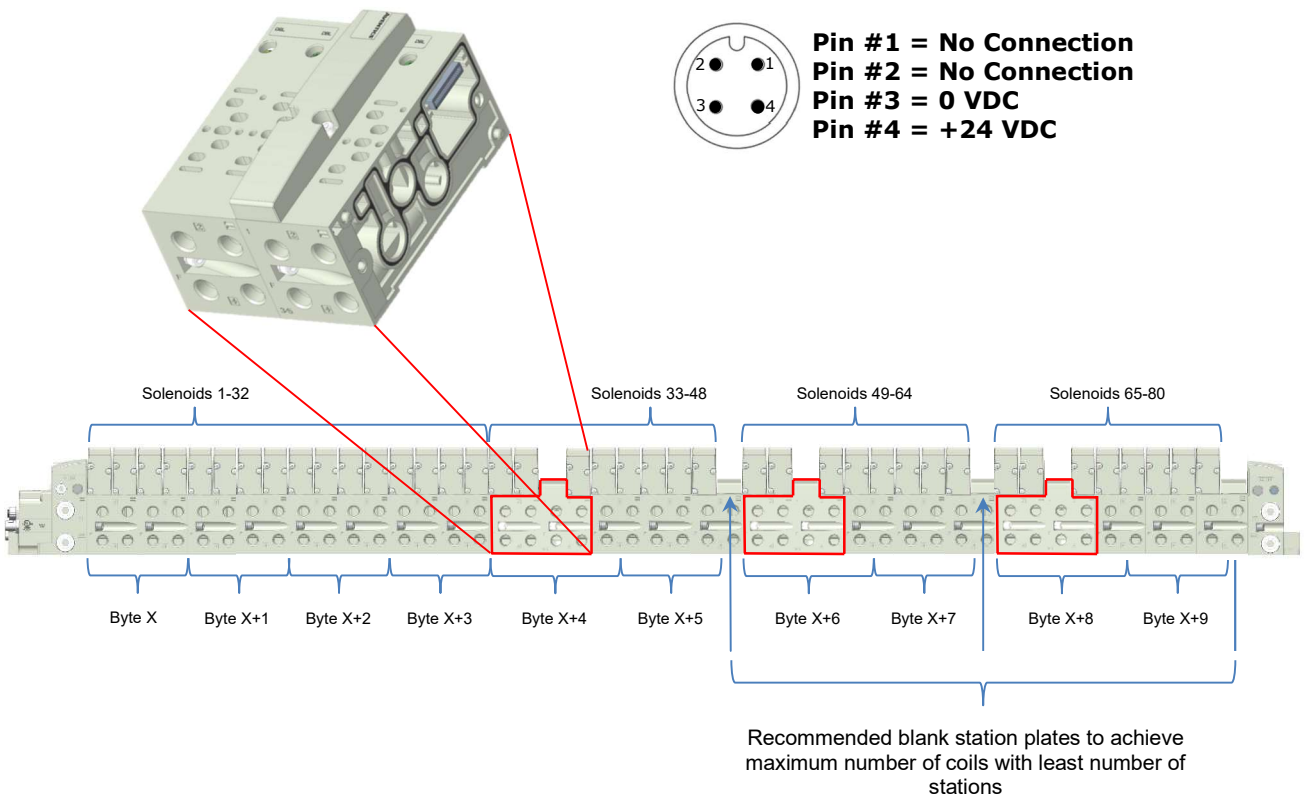 Aventics
DBL
DBL
2
1
3
4
Pin #1 = No Connection
Pin #2 = No Connection
Pin #3 = 0 VDC
Pin #4 = +24 VDC
Solenoids 1-32
Solenoids 33-48
Solenoids 49-64
Solenoids 65-80
Byte X
Byte X+1
Byte X+2
Byte X+3
Byte X+4
Byte X+5
Byte X+6
Byte X+7
Byte X+8
Byte X+9
Recommended blank station plates to achieve
maximum number of coils with least number of
stations